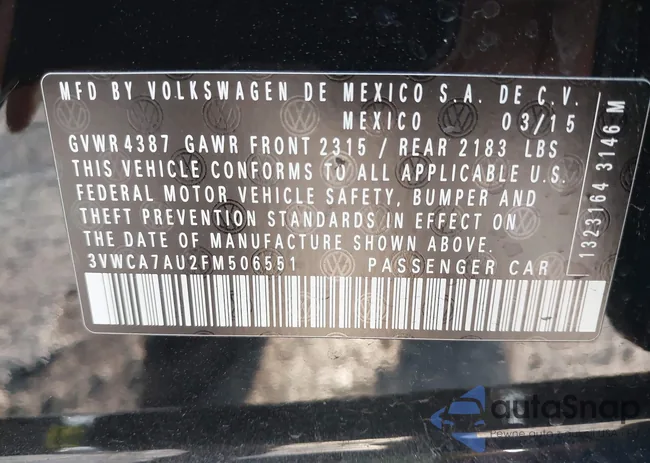 MFD BY VOLKSWAGEN DE MEXICO S.A. DE C.V.
MEXICO 03/15
GVWR 4387 GAWR FRONT 2315 / REAR 2183 LBS
THIS VEHICLE CONFORMS TO ALL APPLICABLE U.S.
FEDERAL MOTOR VEHICLE SAFETY, BUMPER AND
THEFT PREVENTION STANDARDS IN EFFECT ON
THE DATE OF MANUFACTURE SHOWN ABOVE.
3VWCA7AU2FM506551 PASSENGER CAR
1323164 3146 M
autoSnap